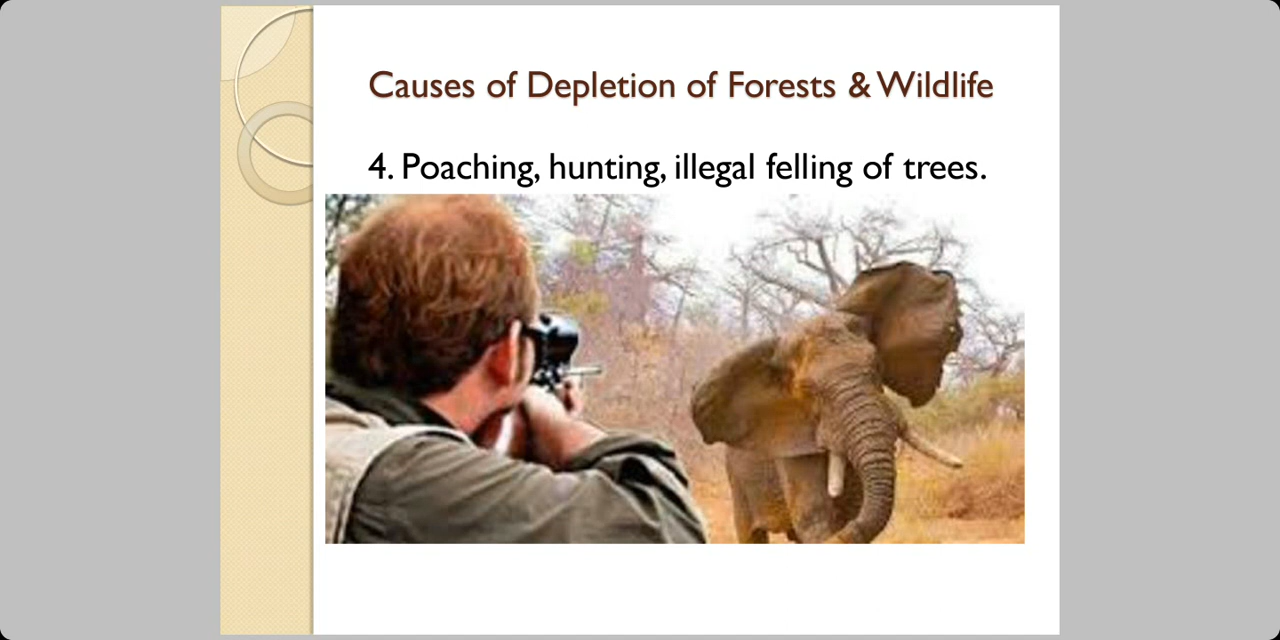 Causes of Depletion of Forests & Wildlife
4. Poaching, hunting, illegal felling of trees.